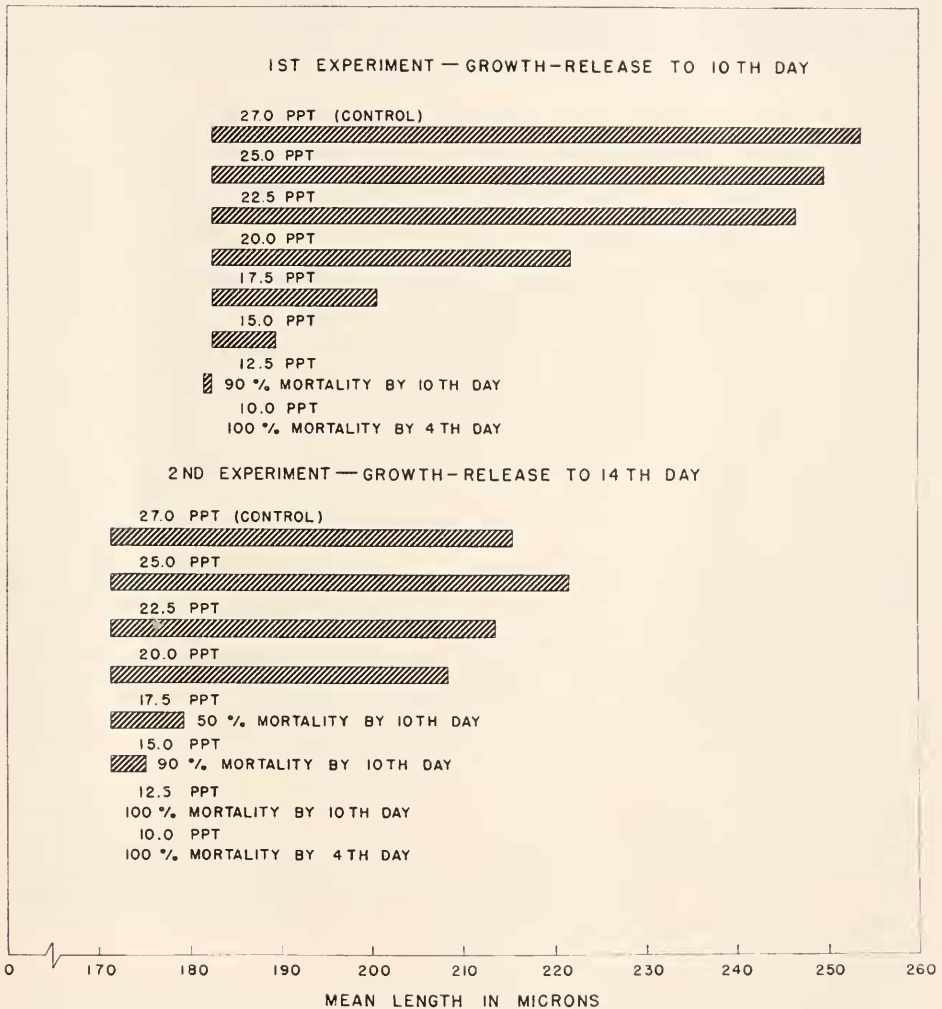 1ST EXPERIMENT — GROWTH-RELEASE TO 10TH DAY
27.0 PPT (CONTROL)
25.0 PPT
22.5 PPT
20.0 PPT
17.5 PPT
15.0 PPT
12.5 PPT
90 % MORTALITY BY 10TH DAY
10.0 PPT
100 % MORTALITY BY 4TH DAY
2ND EXPERIMENT — GROWTH-RELEASE TO 14TH DAY
27.0 PPT (CONTROL)
25.0 PPT
22.5 PPT
20.0 PPT
17.5 PPT
50 % MORTALITY BY 10TH DAY
15.0 PPT
90 % MORTALITY BY 10TH DAY
12.5 PPT
100 % MORTALITY BY 10TH DAY
10.0 PPT
100 % MORTALITY BY 4TH DAY
0 170 180 190 200 210 220 230 240 250 260
MEAN LENGTH IN MICRONS